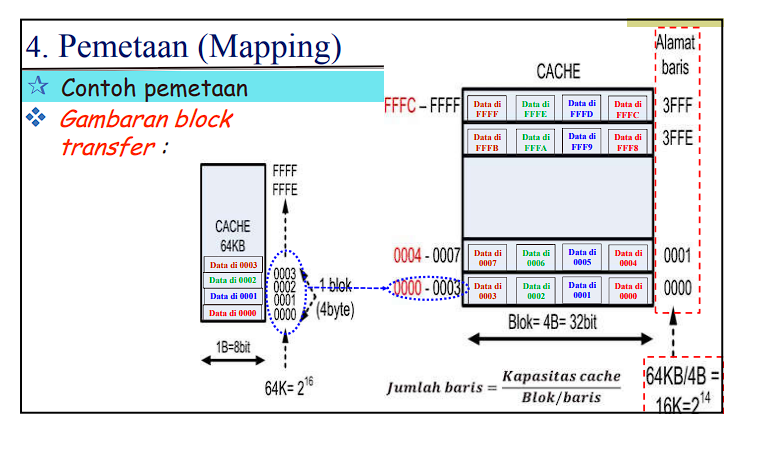 4. Pemetaan (Mapping)
Contoh pemetaan
Gambaran block
transfer :
CACHE
64KB
Data di 0003
Data di 0002
Data di 0001
Data di 0000
1B=8bit
FFFF
FFFE
0003
0002
0001
0000
1 blok
(4byte)
64K= 2¹⁶
CACHE
Alamat
baris
FFFC – FFFF
Data di FFFF
Data di FFFE
Data di FFFD
Data di FFFC
3FFF
Data di FFFB
Data di FFFA
Data di FFF9
Data di FFF8
3FFE
0004 - 0007
Data di 0007
Data di 0006
Data di 0005
Data di 0004
0001
0000 - 0003
Data di 0003
Data di 0002
Data di 0001
Data di 0000
0000
Blok= 4B= 32bit
Jumlah baris = Kapasitas cache / Blok/baris
64KB/4B =
16K=2¹⁴